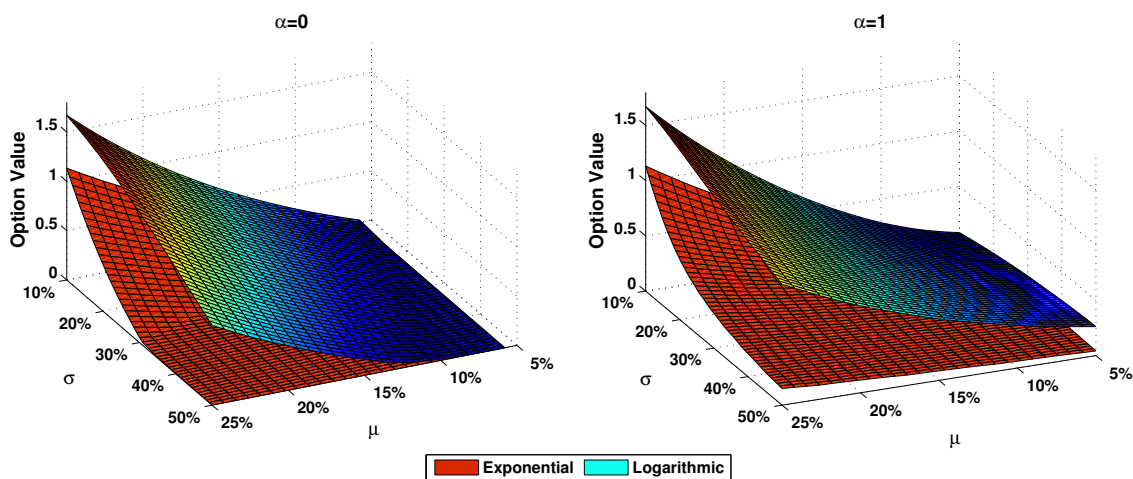 α=0
Option Value
1.5
1
0.5
0
10%
20%
30%
40%
50%
σ
25%
20%
15%
10%
5%
μ
α=1
Option Value
1.5
1
0.5
0
10%
20%
30%
40%
50%
σ
25%
20%
15%
10%
5%
μ
Exponential
Logarithmic